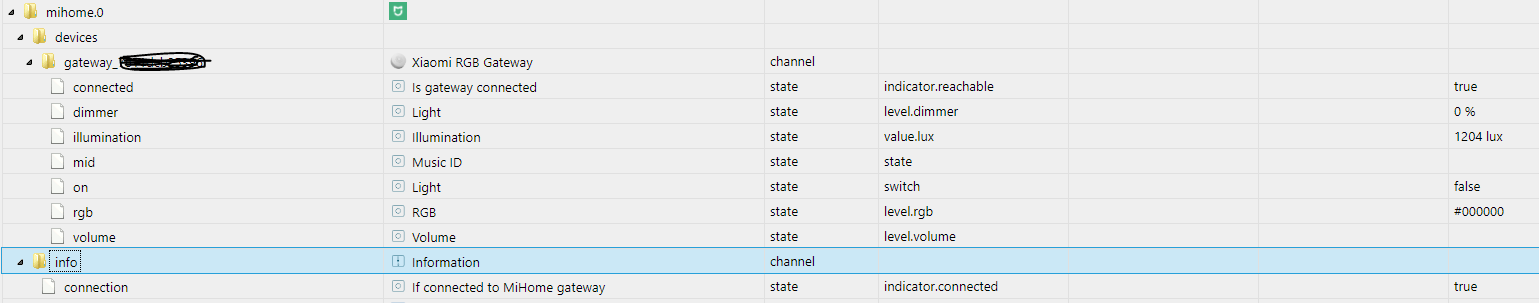 mihome.0
devices
gateway_ Xiaomi RGB Gateway channel
connected Is gateway connected state indicator.reachable true
dimmer Light state level.dimmer 0 %
illumination Illumination state value.lux 1204 lux
mid Music ID state state
on Light state switch false
rgb RGB state level.rgb #000000
volume Volume state level.volume
info Information channel
connection If connected to MiHome gateway state indicator.connected true